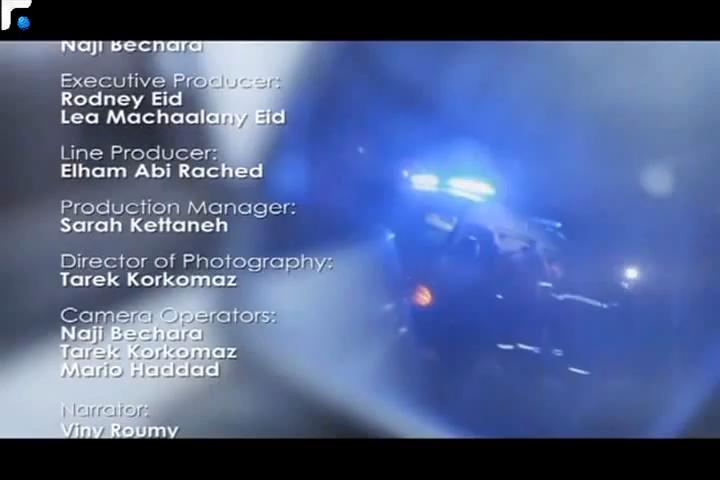 Naji Bechara
Executive Producer:
Rodney Eid
Lea Machaalany Eid
Line Producer:
Elham Abi Rached
Production Manager:
Sarah Kettaneh
Director of Photography:
Tarek Korkomaz
Camera Operators:
Naji Bechara
Tarek Korkomaz
Mario Haddad
Narrator:
Viny Roumy